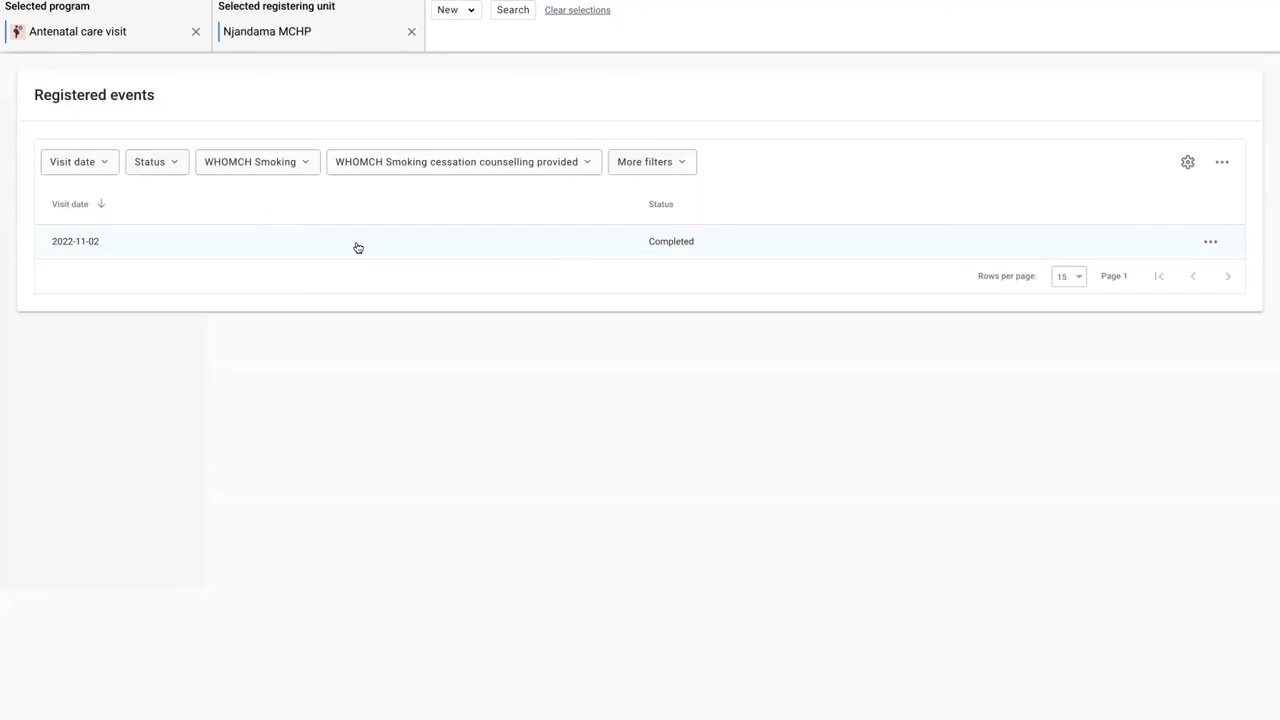 Selected program
Selected registering unit
New
Search
Clear selections
Antenatal care visit
Njandama MCHP
Registered events
Visit date
Status
WHOMCH Smoking
WHOMCH Smoking cessation counselling provided
More filters
Visit date
Status
2022-11-02
Completed
Rows per page:
15
Page 1